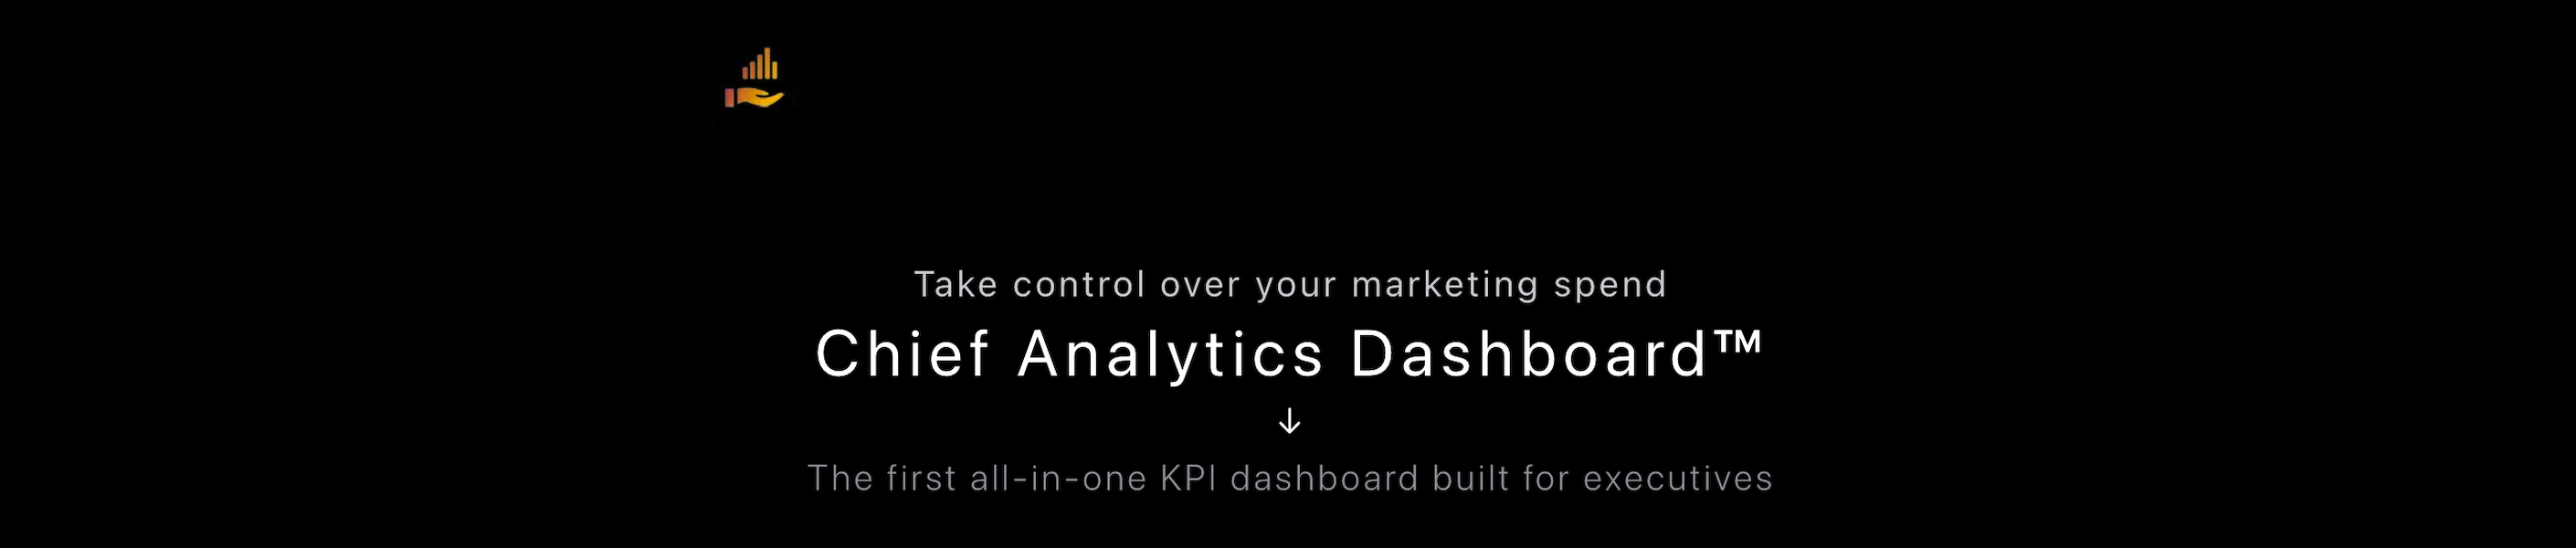 Take control over your marketing spend
Chief Analytics Dashboard™
↓
The first all-in-one KPI dashboard built for executives